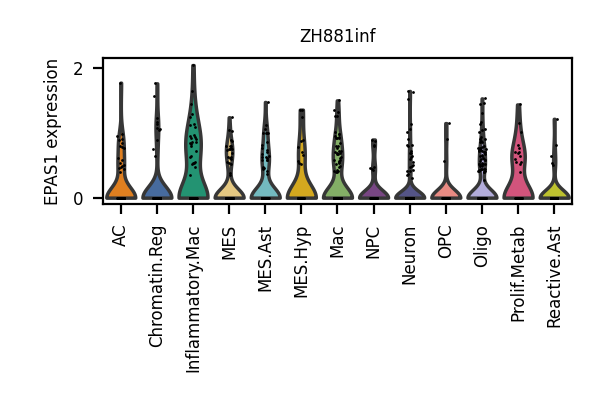 ZH881inf
EPAS1 expression
2
0
AC
Chromatin.Reg
Inflammatory.Mac
MES
MES.Ast
MES.Hyp
Mac
NPC
Neuron
OPC
Oligo
Prolif.Metab
Reactive.Ast